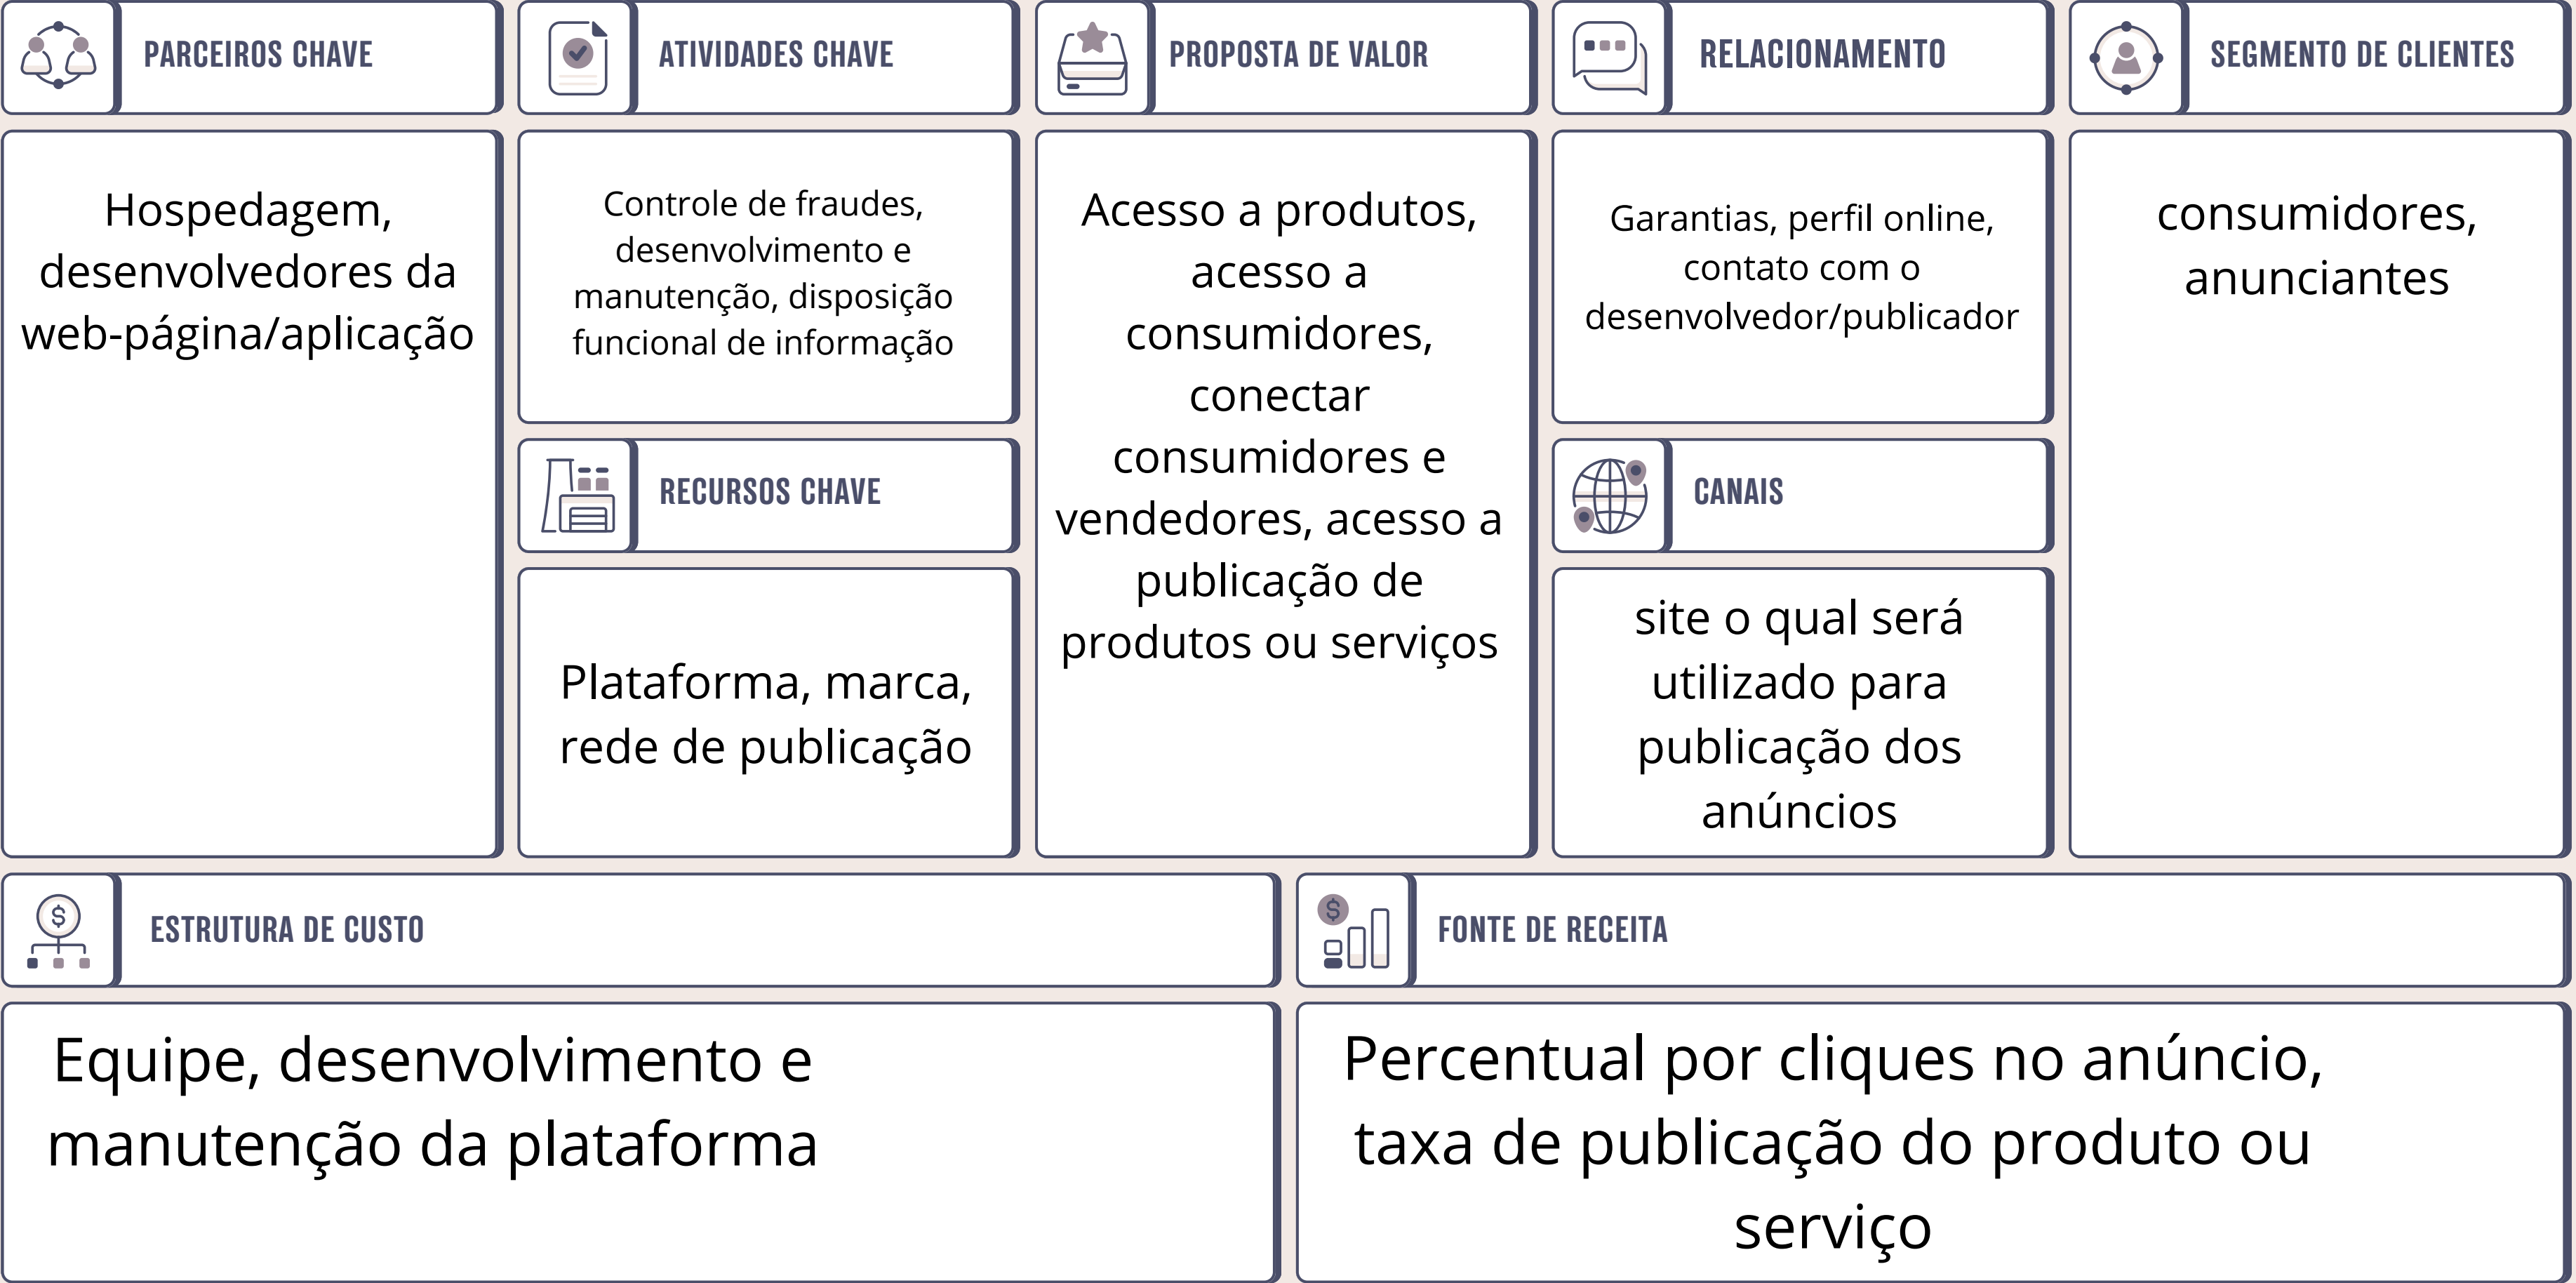 PARCEIROS CHAVE
Hospedagem,
desenvolvedores da
web-página/aplicação
ATIVIDADES CHAVE
Controle de fraudes,
desenvolvimento e
manutenção, disposição
funcional de informação
RECURSOS CHAVE
Plataforma, marca,
rede de publicação
PROPOSTA DE VALOR
Acesso a produtos,
acesso a
consumidores,
conectar
consumidores e
vendedores, acesso a
publicação de
produtos ou serviços
RELACIONAMENTO
Garantias, perfil online,
contato com o
desenvolvedor/publicador
CANAIS
site o qual será
utilizado para
publicação dos
anúncios
SEGMENTO DE CLIENTES
consumidores,
anunciantes
ESTRUTURA DE CUSTO
Equipe, desenvolvimento e
manutenção da plataforma
FONTE DE RECEITA
Percentual por cliques no anúncio,
taxa de publicação do produto ou
serviço